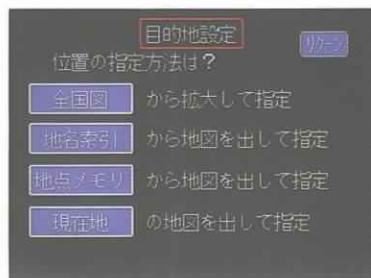 目的地設定
リターン
位置の指定方法は?
全国図 から拡大して指定
地名索引 から地図を出して指定
地点メモリ から地図を出して指定
現在地 の地図を出して指定